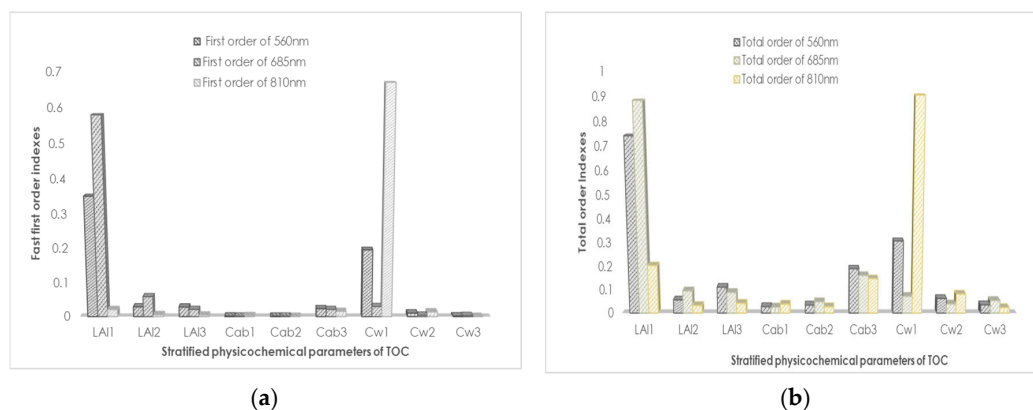 First order of 560nm
First order of 685nm
First order of 810nm
Fast first order indexes
0.7
0.6
0.5
0.4
0.3
0.2
0.1
0
LAI1 LAI2 LAI3 Cab1 Cab2 Cab3 Cw1 Cw2 Cw3
Stratified physicochemical parameters of TOC
(a)
Total order of 560nm
Total order of 685nm
Total order of 810nm
Total order Indexes
1
0.9
0.8
0.7
0.6
0.5
0.4
0.3
0.2
0.1
0
LAI1 LAI2 LAI3 Cab1 Cab2 Cab3 Cw1 Cw2 Cw3
Stratified physicochemical parameters of TOC
(b)